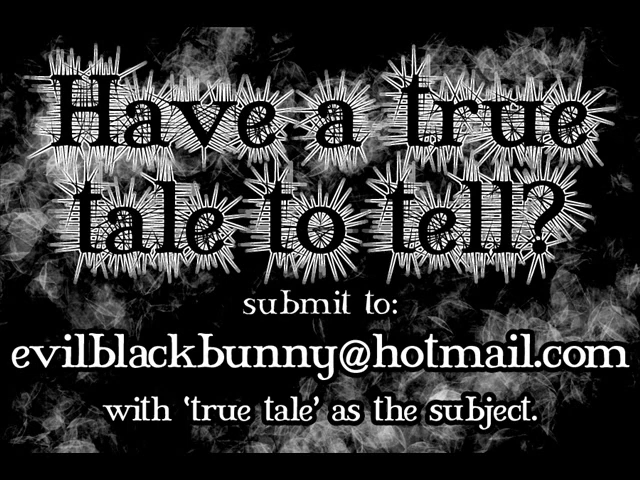 Have a true
tale to tell?
submit to:
evilblackbunny@hotmail.com
with ‘true tale’ as the subject.